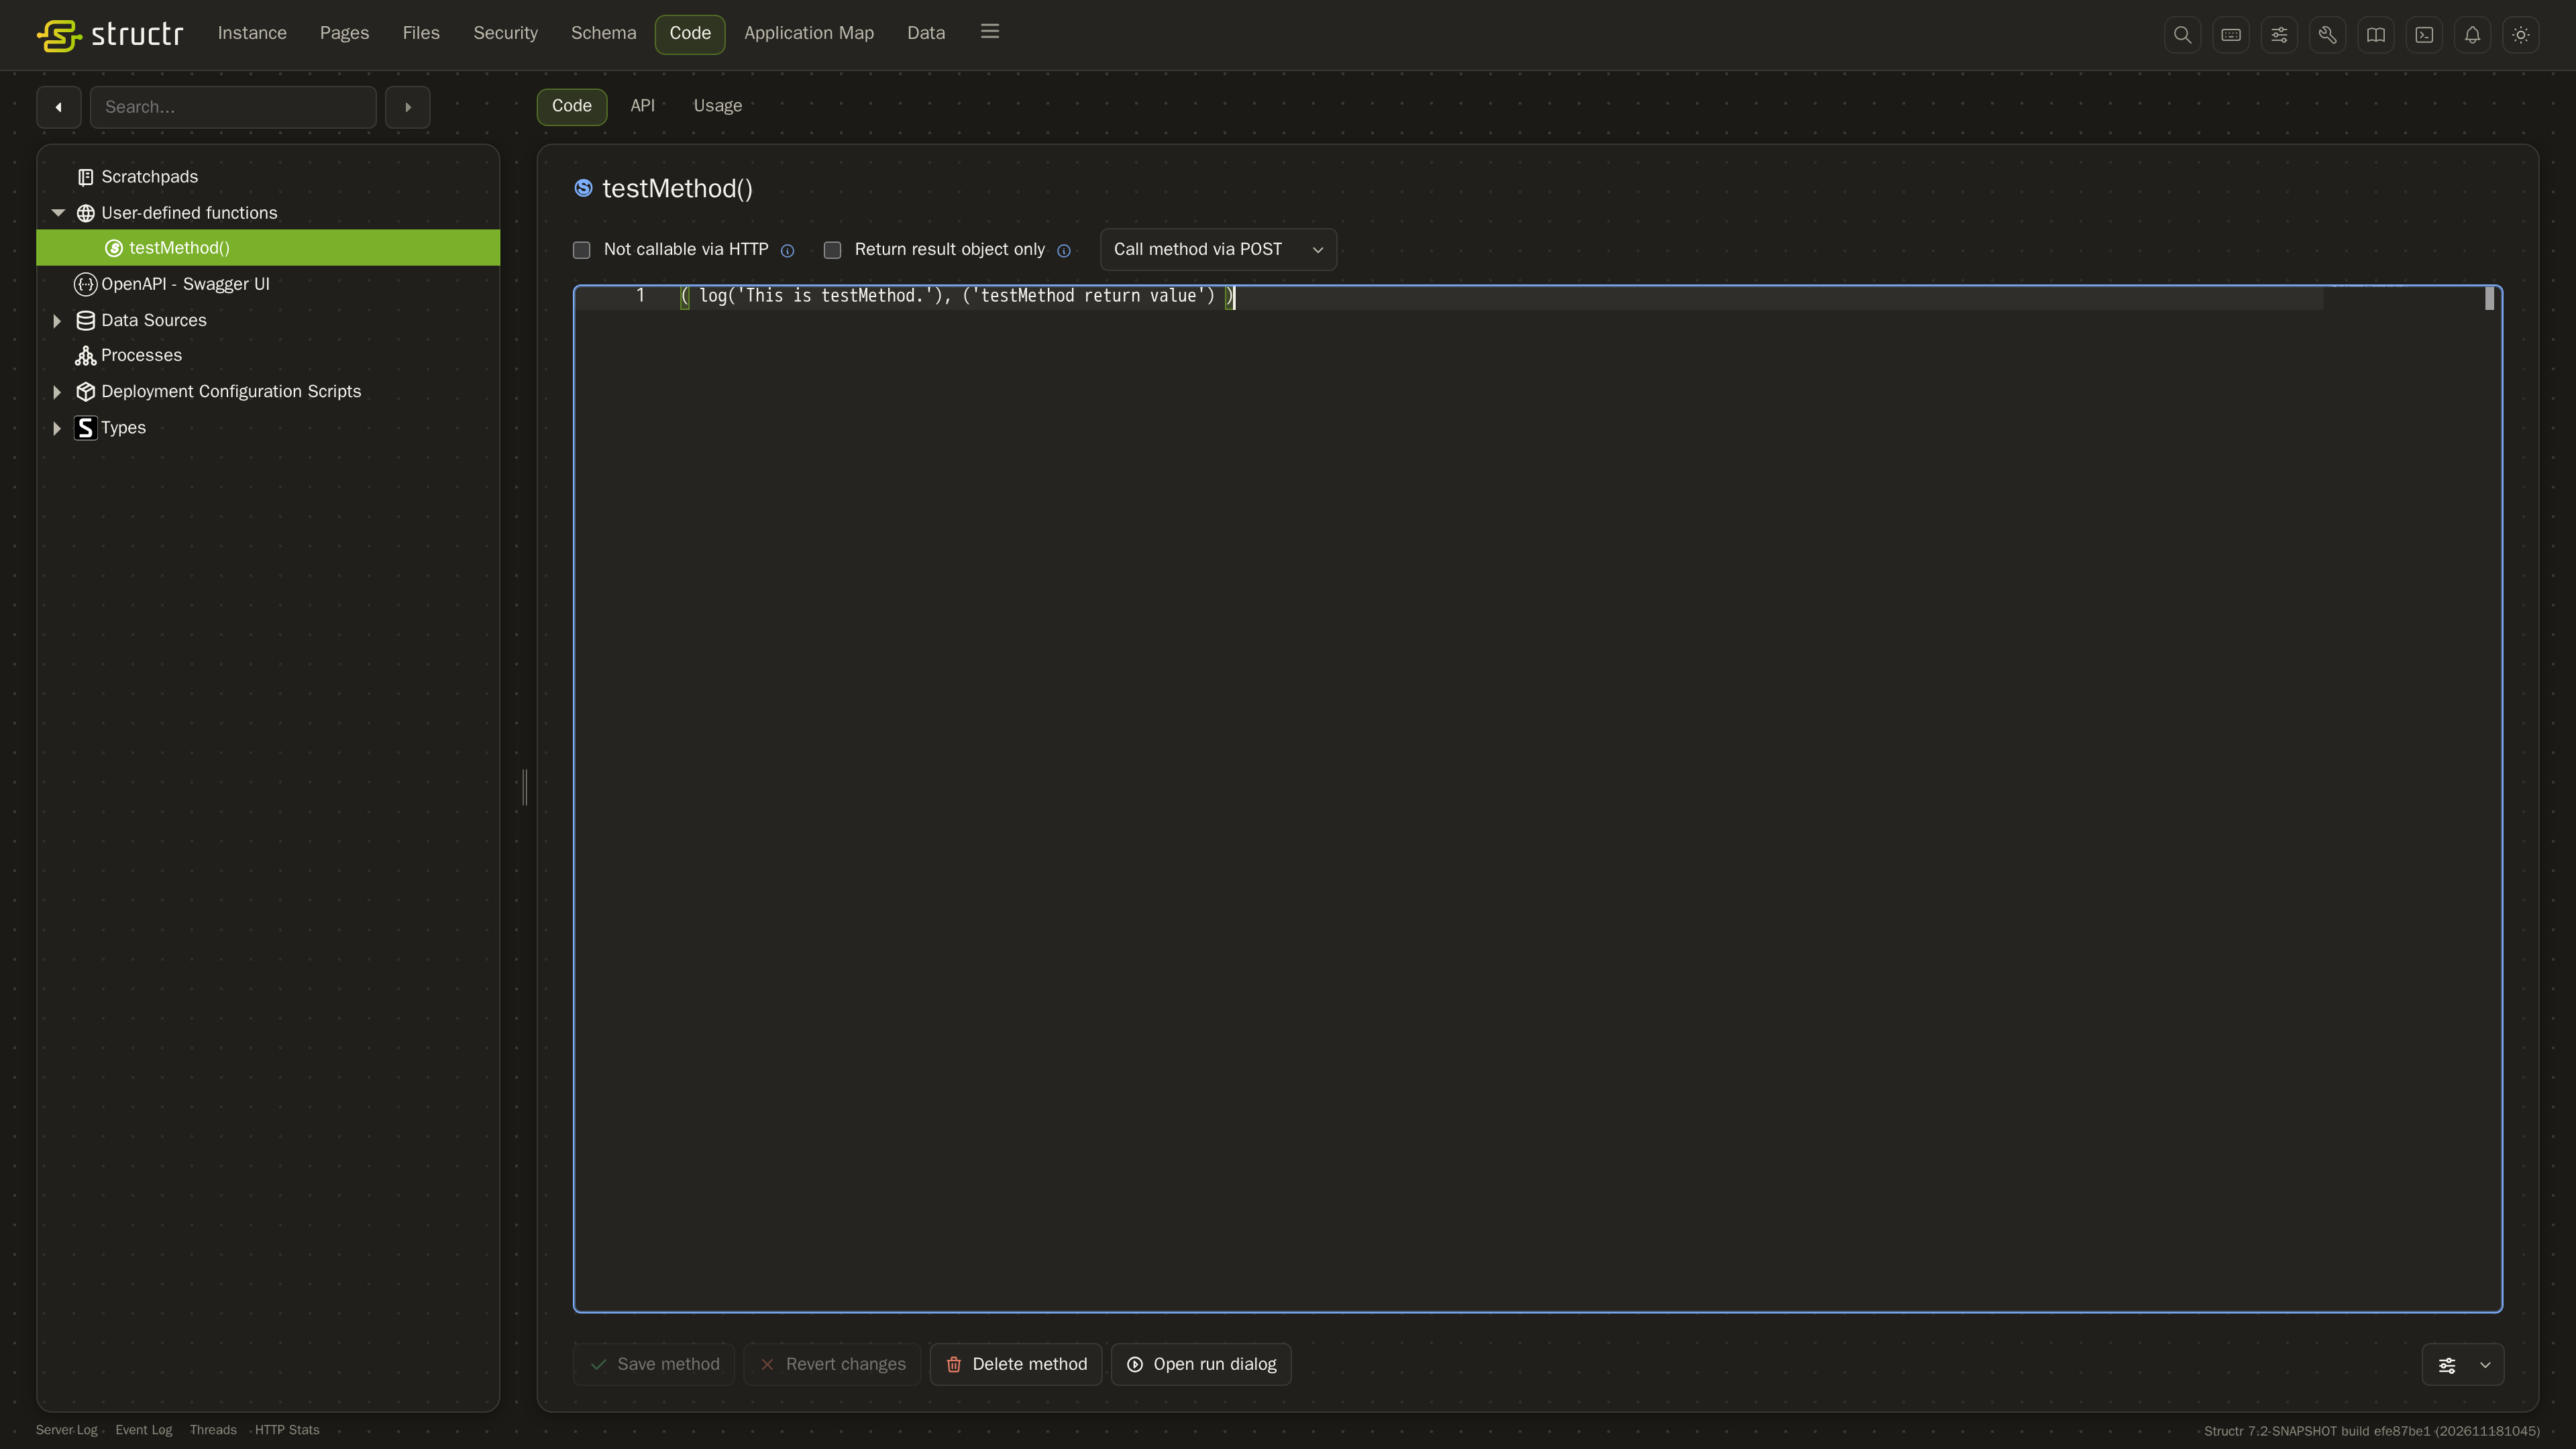 structr Instance Pages Files Security Schema Code Application Map Data
Search...
Code API Usage
Scratchpads
User-defined functions
testMethod()
OpenAPI - Swagger UI
Data Sources
Processes
Deployment Configuration Scripts
Types
testMethod()
Not callable via HTTP Return result object only Call method via POST
1 ( log('This is testMethod.'), ('testMethod return value') )
Save method Revert changes Delete method Open run dialog
Server Log Event Log Threads HTTP Stats
Structr 7.2-SNAPSHOT build efe87be1 (202611181045)